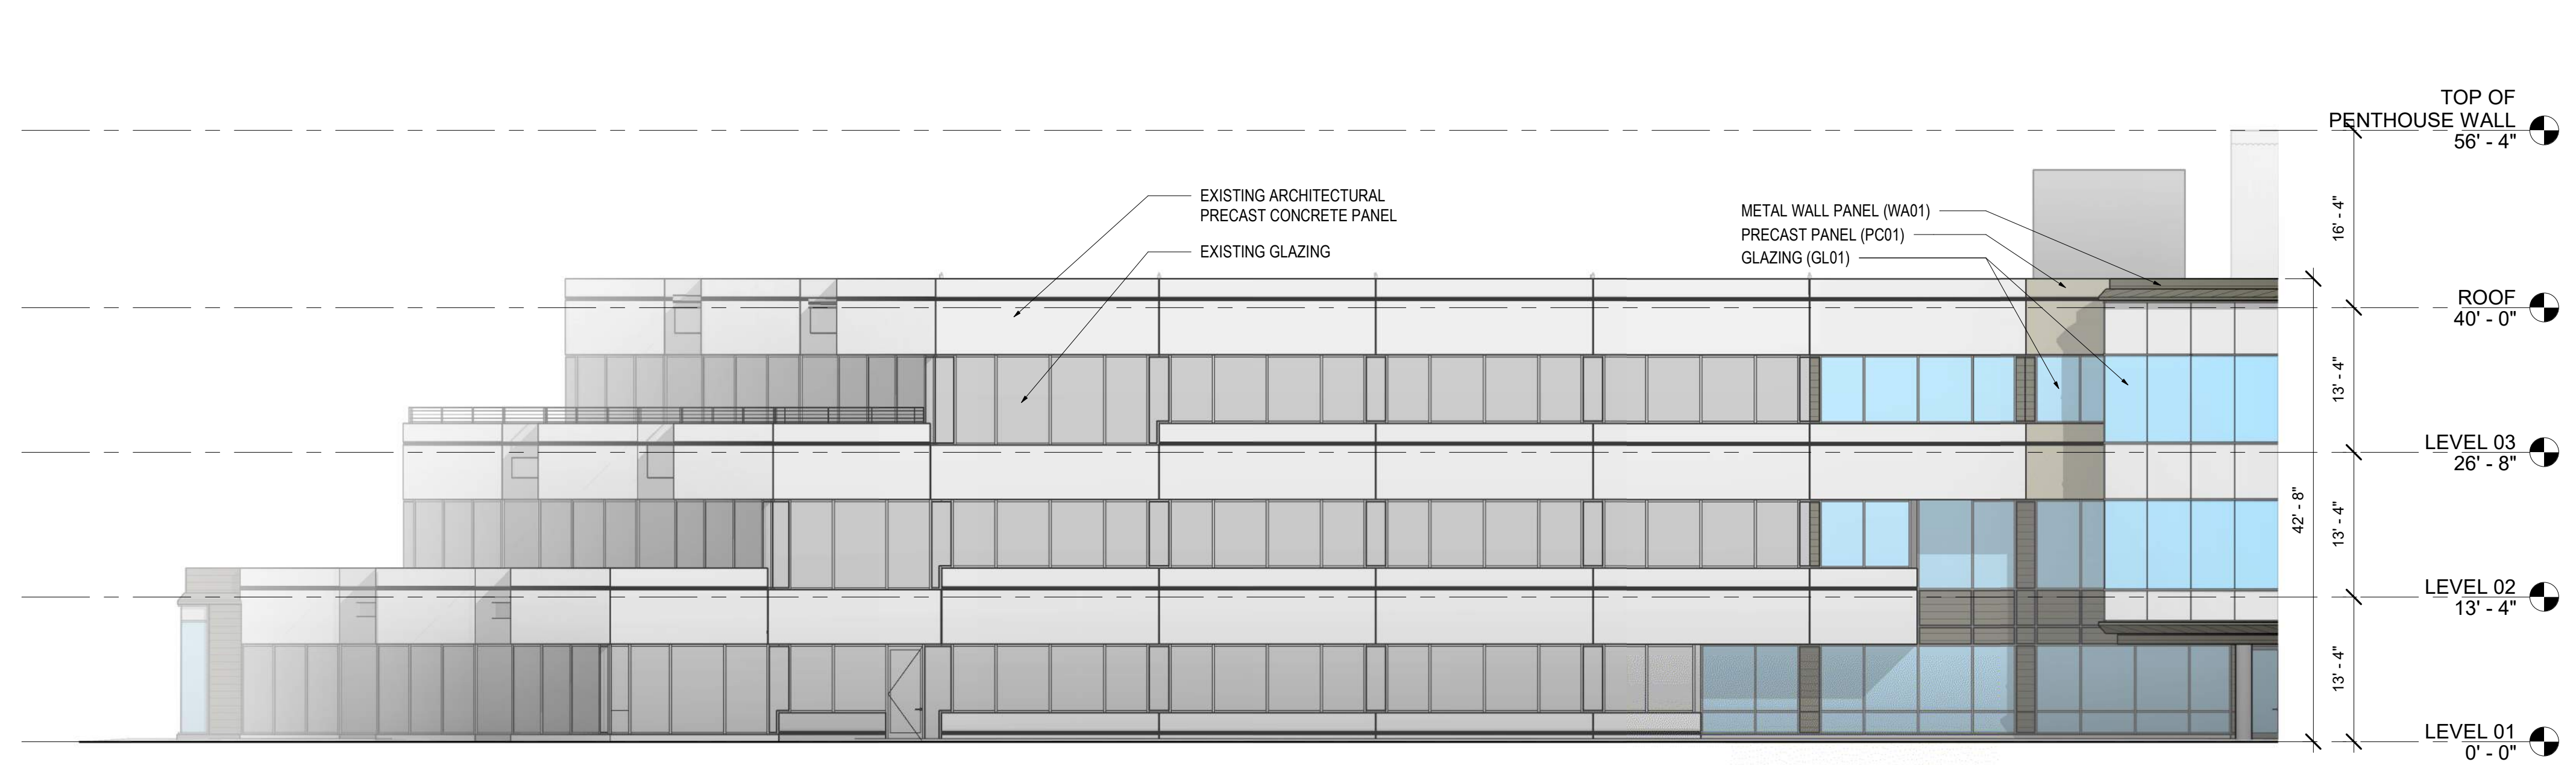 TOP OF
PENTHOUSE WALL
56' - 4"
EXISTING ARCHITECTURAL
PRECAST CONCRETE PANEL
EXISTING GLAZING
METAL WALL PANEL (WA01)
PRECAST PANEL (PC01)
GLAZING (GL01)
16' - 4"
ROOF
40' - 0"
13' - 4"
LEVEL 03
26' - 8"
42' - 8"
13' - 4"
LEVEL 02
13' - 4"
13' - 4"
LEVEL 01
0' - 0"